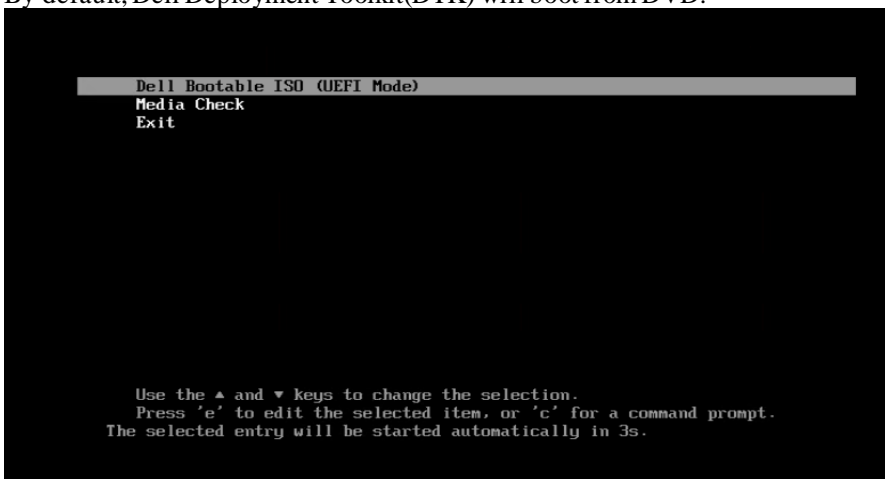 By default, Dell Deployment Toolkit(DTK) will boot from DVD.
Dell Bootable ISO (UEFI Mode)
Media Check
Exit
Use the ▲ and ▼ keys to change the selection.
Press 'e' to edit the selected item, or 'c' for a command prompt.
The selected entry will be started automatically in 3s.